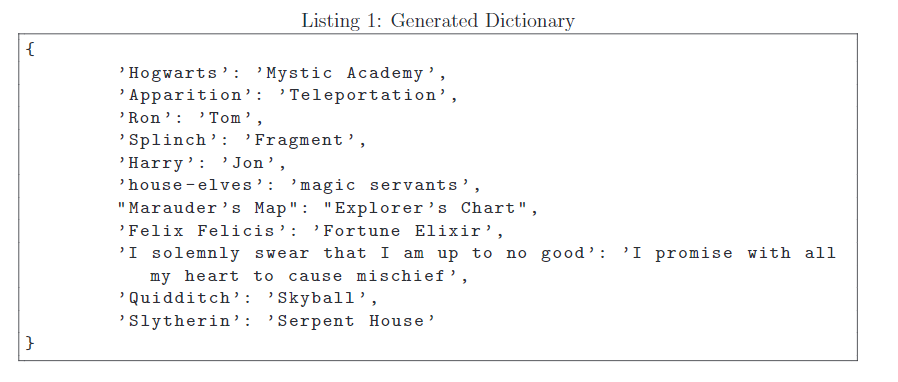 Listing 1: Generated Dictionary
{
’Hogwarts’: ’Mystic Academy’,
’Apparition’: ’Teleportation’,
’Ron’: ’Tom’,
’Splinch’: ’Fragment’,
’Harry’: ’Jon’,
’house-elves’: ’magic servants’,
"Marauder’s Map": "Explorer’s Chart",
’Felix Felicis’: ’Fortune Elixir’,
’I solemnly swear that I am up to no good’: ’I promise with all
my heart to cause mischief’,
’Quidditch’: ’Skyball’,
’Slytherin’: ’Serpent House’
}